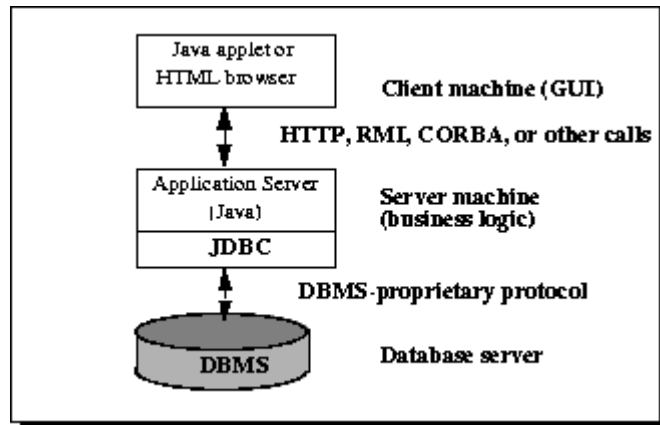 Java applet or
HTML browser
Client machine (GUI)
HTTP, RMI, CORBA, or other calls
Application Server
(Java)
JDBC
Server machine
(business logic)
DBMS-proprietary protocol
DBMS
Database server